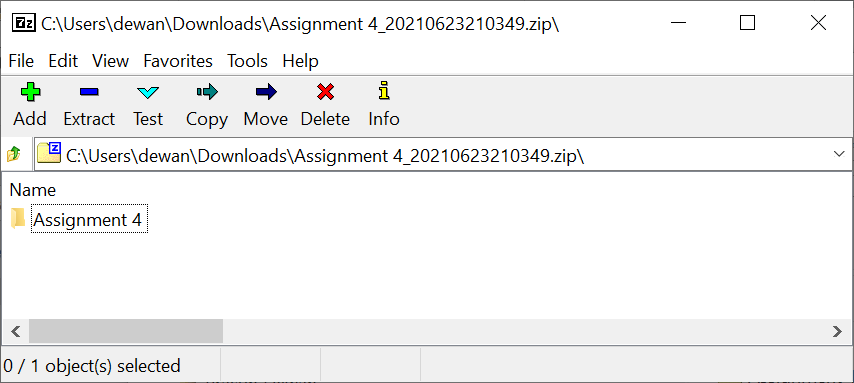 7z C:\Users\dewan\Downloads\Assignment 4_20210623210349.zip\
File Edit View Favorites Tools Help
Add Extract Test Copy Move Delete Info
C:\Users\dewan\Downloads\Assignment 4_20210623210349.zip\
Name
Assignment 4
0 / 1 object(s) selected